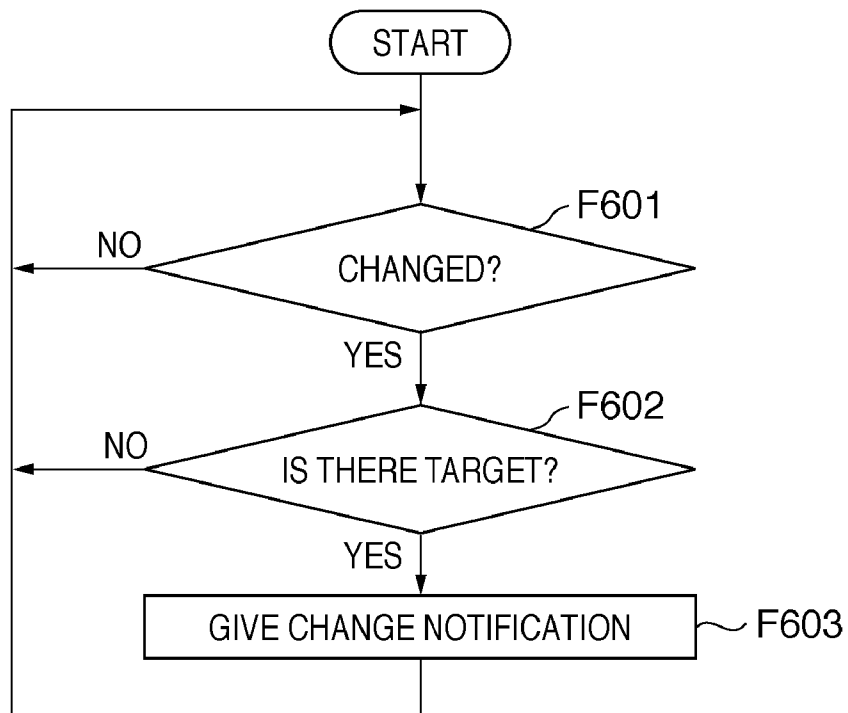 START
F601
NO
CHANGED?
YES
F602
NO
IS THERE TARGET?
YES
GIVE CHANGE NOTIFICATION
F603